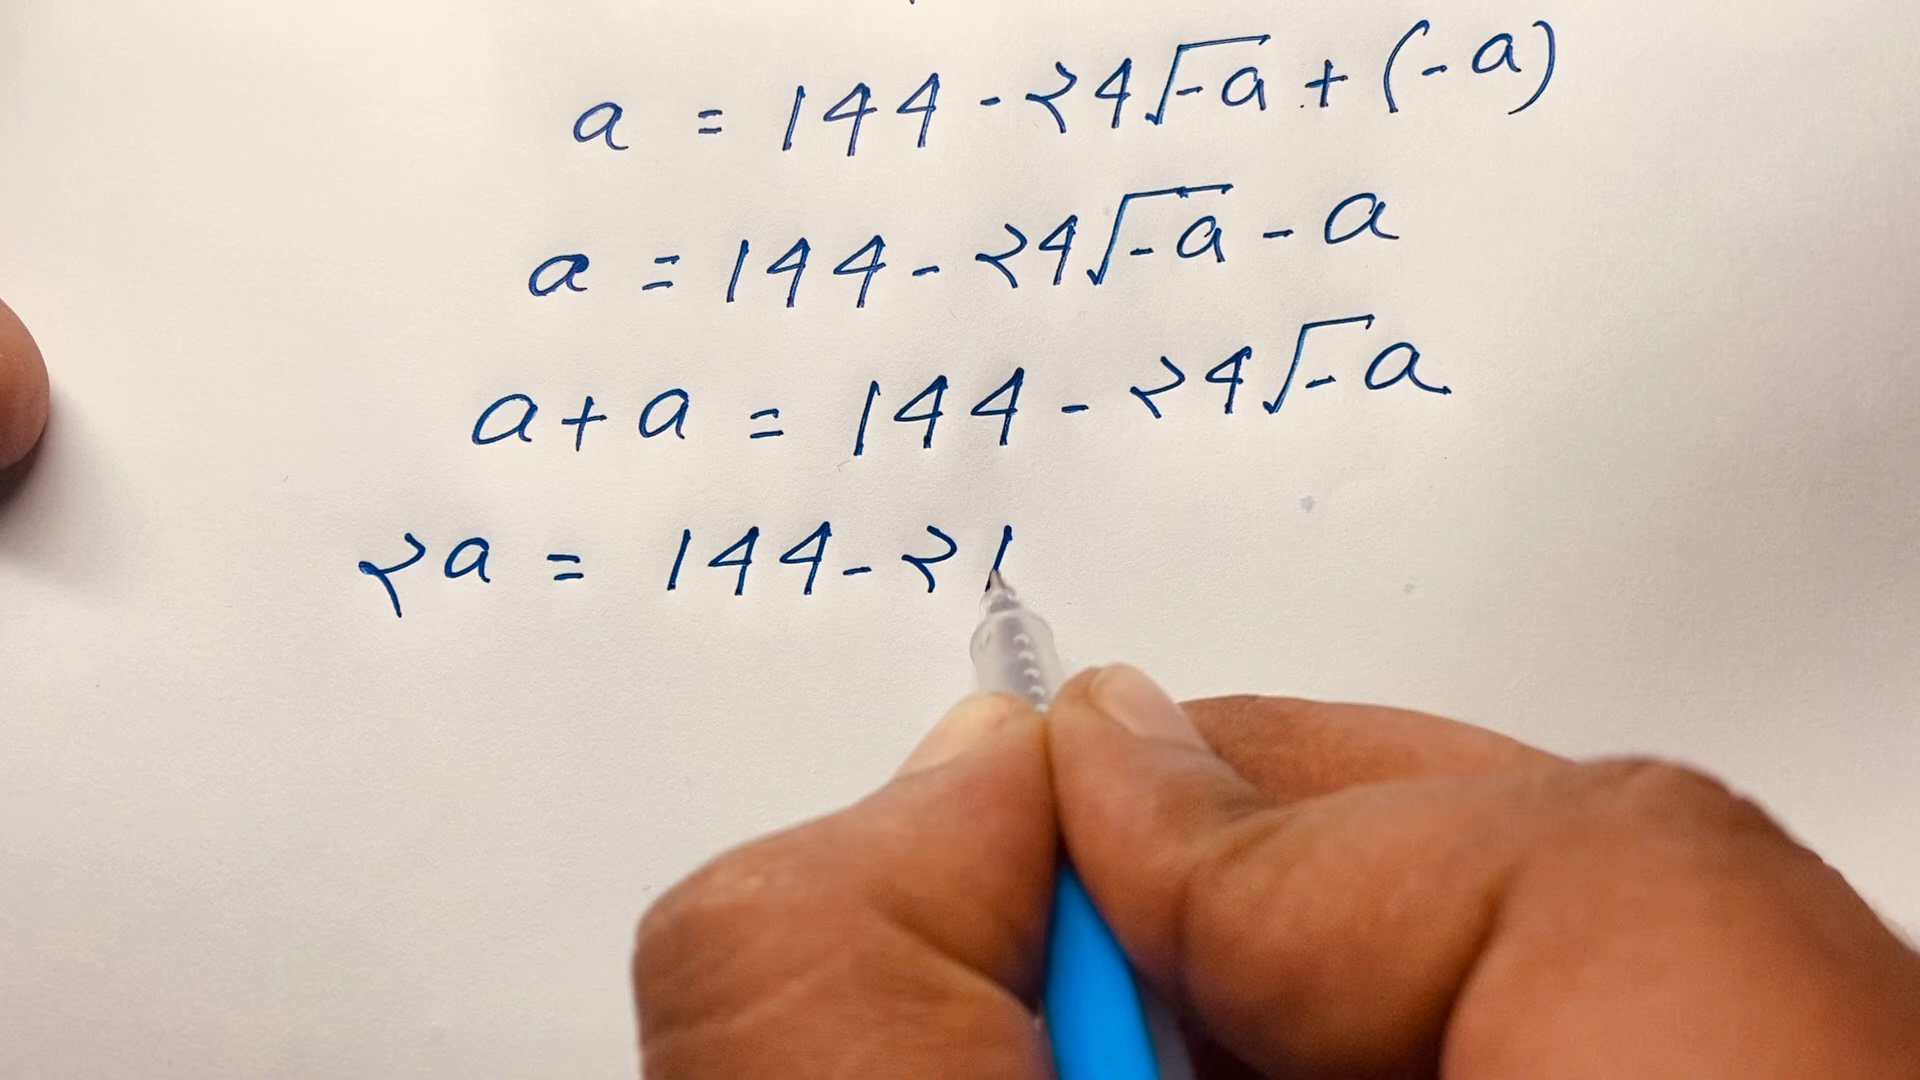 a = 144 - 24√-a + (-a)
a = 144 - 24√-a - a
a + a = 144 - 24√-a
2a = 144 - 2